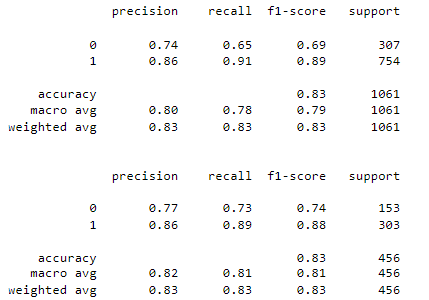 precision recall f1-score support
0 0.74 0.65 0.69 307
1 0.86 0.91 0.89 754
accuracy 0.83 1061
macro avg 0.80 0.78 0.79 1061
weighted avg 0.83 0.83 0.83 1061
precision recall f1-score support
0 0.77 0.73 0.74 153
1 0.86 0.89 0.88 303
accuracy 0.83 456
macro avg 0.82 0.81 0.81 456
weighted avg 0.83 0.83 0.83 456